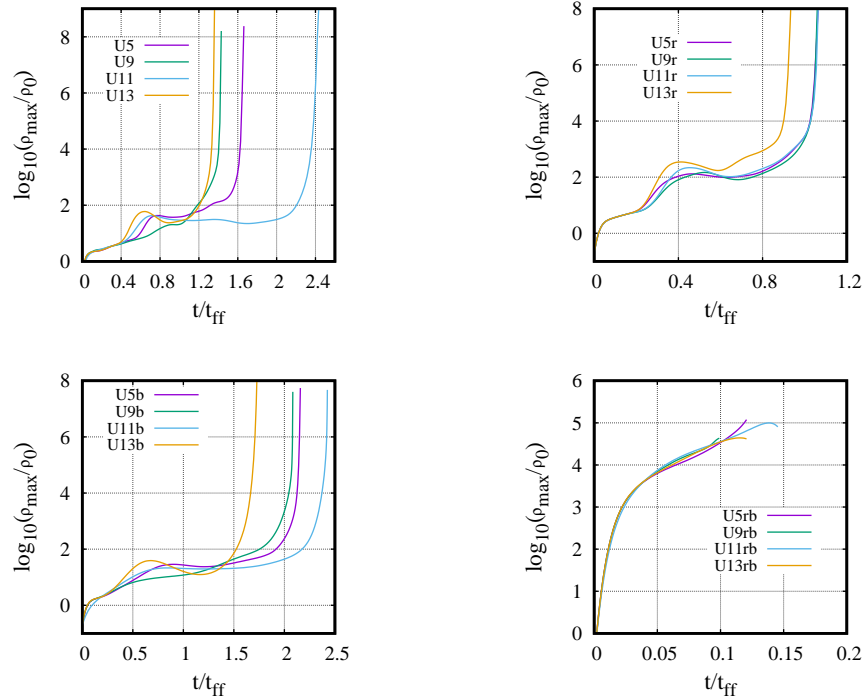 8
6
4
2
0
log10(ρmax/ρ0)
U5
U9
U11
U13
0 0.4 0.8 1.2 1.6 2 2.4
t/tff
8
6
4
2
0
log10(ρmax/ρ0)
U5r
U9r
U11r
U13r
0 0.4 0.8 1.2
t/tff
8
6
4
2
0
log10(ρmax/ρ0)
U5b
U9b
U11b
U13b
0 0.5 1 1.5 2 2.5
t/tff
6
5
4
3
2
1
0
log10(ρmax/ρ0)
U5rb
U9rb
U11rb
U13rb
0 0.05 0.1 0.15 0.2
t/tff